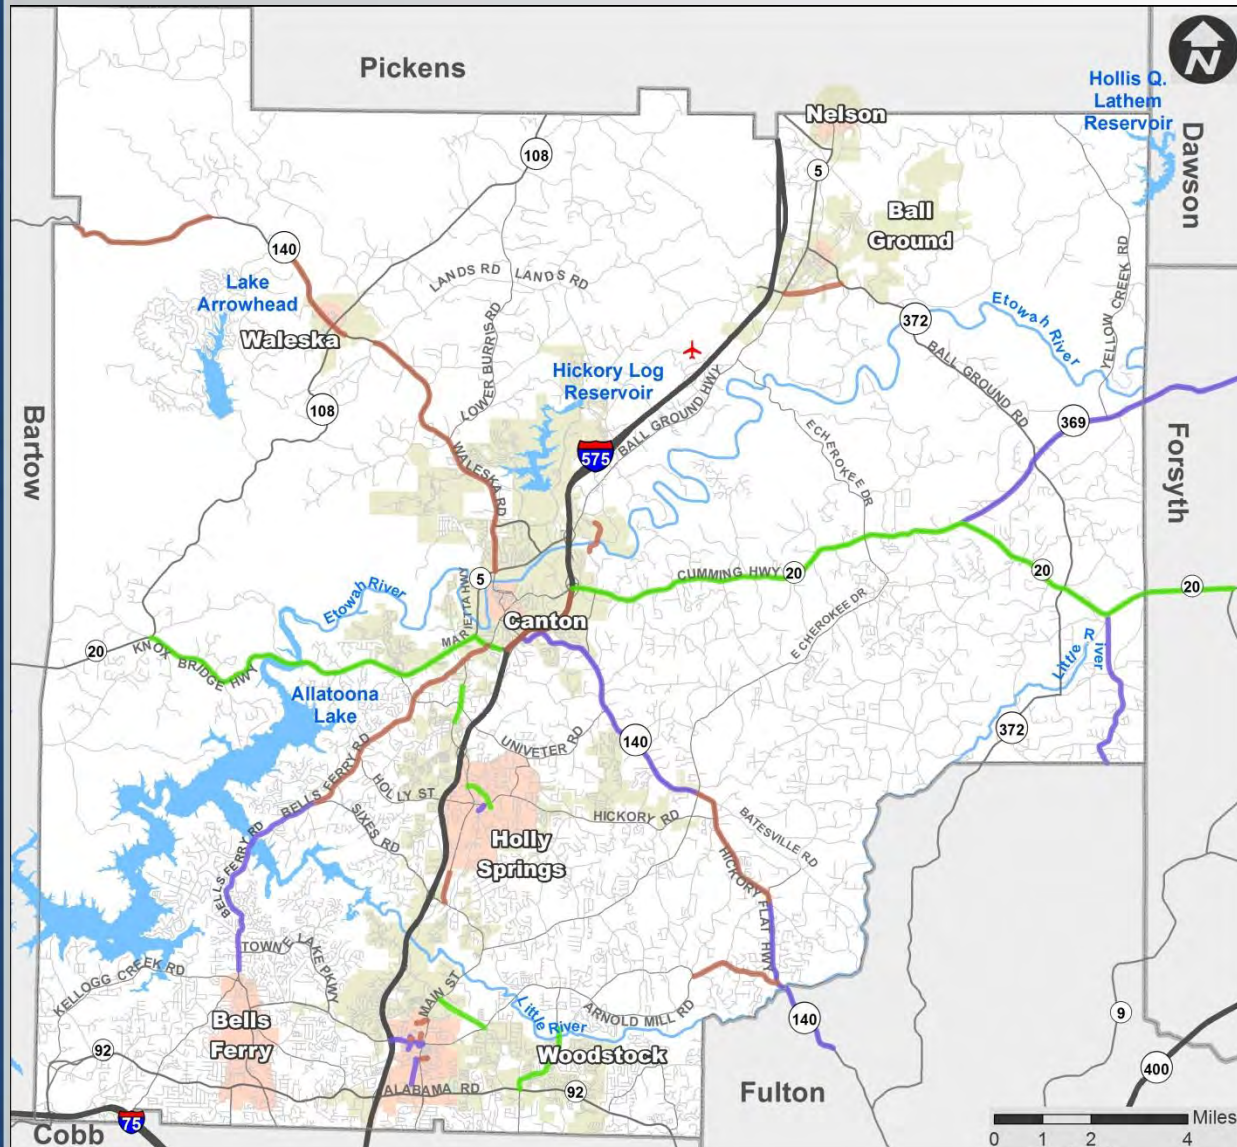 Pickens
N
Hollis Q.
Lathem
Reservoir
Dawson
Nelson
108
5
Ball
Ground
140
LANDS RD
LANDS RD
Lake
Arrowhead
YELLOW CREEK RD
Etowah River
372
Waleska
LOWER BURRIS RD
BALL GROUND RD
Hickory Log
Reservoir
BALL GROUND HWY
108
369
Bartow
Forsyth
WALESKA RD
575
E CHEROKEE DR
5
MARIETTA HWY
Etowah River
CUMMING HWY
20
20
20
E CHEROKEE DR
Canton
20
KNOX BRIDGE HWY
Little River
Allatoona
Lake
372
UNIVETER RD
140
BELLS FERRY RD
HOLLY ST
SIXES RD
HICKORY RD
BATESVILLE RD
Holly
Springs
BELLS FERRY RD
HICKORY FLAT HWY
TOWNE LAKE PKWY
KELLOGG CREEK RD
MAIN ST
Little River
ARNOLD MILL RD
140
9
Bells
Ferry
92
Woodstock
400
ALABAMA RD
92
Fulton
75
Cobb
Miles
0 2 4